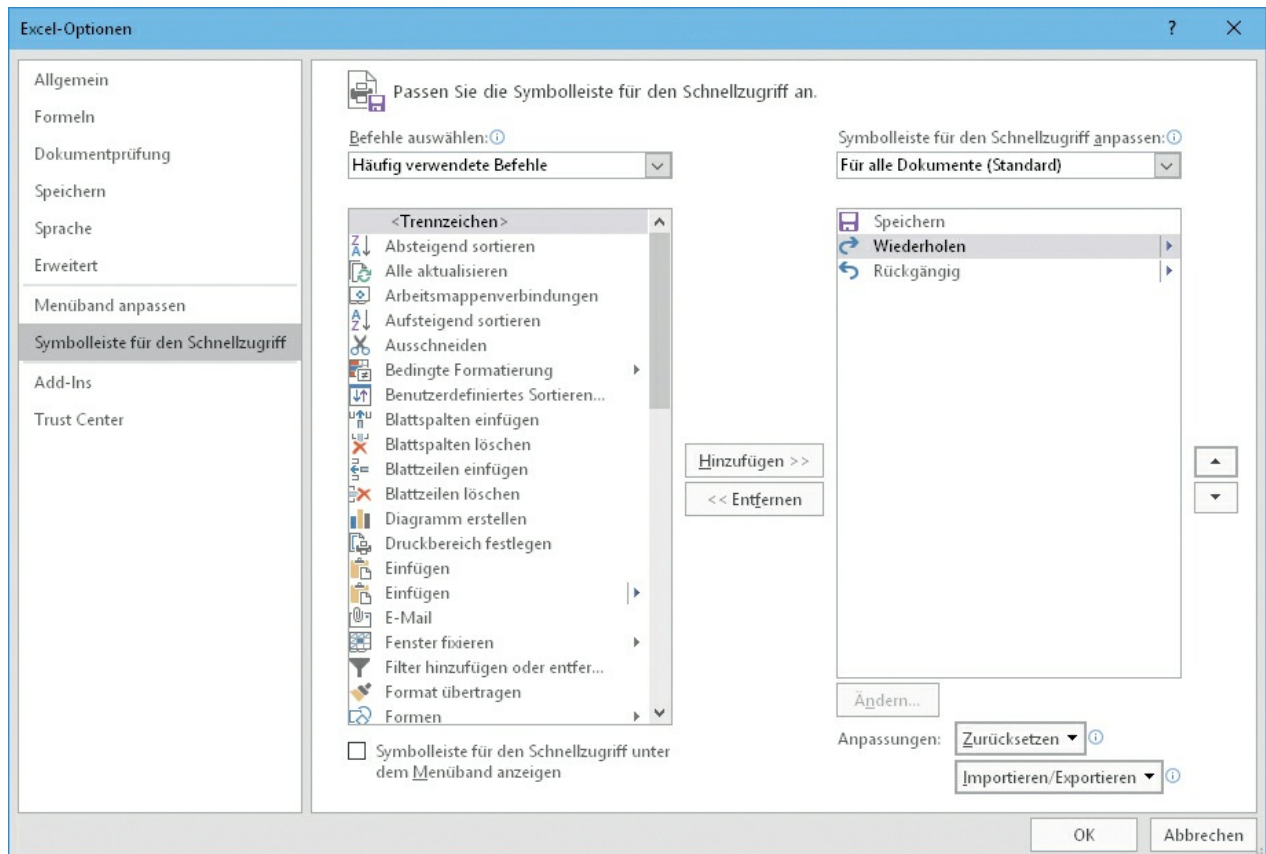 Excel-Optionen
?
Allgemein
Formeln
Dokumentprüfung
Speichern
Sprache
Erweitert
Menüband anpassen
Symbolleiste für den Schnellzugriff
Add-Ins
Trust Center
Passen Sie die Symbolleiste für den Schnellzugriff an.
Befehle auswählen:
Häufig verwendete Befehle
<Trennzeichen>
Absteigend sortieren
Alle aktualisieren
Arbeitsmappenverbindungen
Aufsteigend sortieren
Ausschneiden
Bedingte Formatierung
Benutzerdefiniertes Sortieren...
Blattspalten einfügen
Blattspalten löschen
Blattzeilen einfügen
Blattzeilen löschen
Diagramm erstellen
Druckbereich festlegen
Einfügen
Einfügen
E-Mail
Fenster fixieren
Filter hinzufügen oder entfer...
Format übertragen
Formen
Symbolleiste für den Schnellzugriff unter
dem Menüband anzeigen
Hinzufügen >>
<< Entfernen
Symbolleiste für den Schnellzugriff anpassen:
Für alle Dokumente (Standard)
Speichern
Wiederholen
Rückgängig
Ändern...
Anpassungen: Zurücksetzen
Importieren/Exportieren
OK
Abbrechen